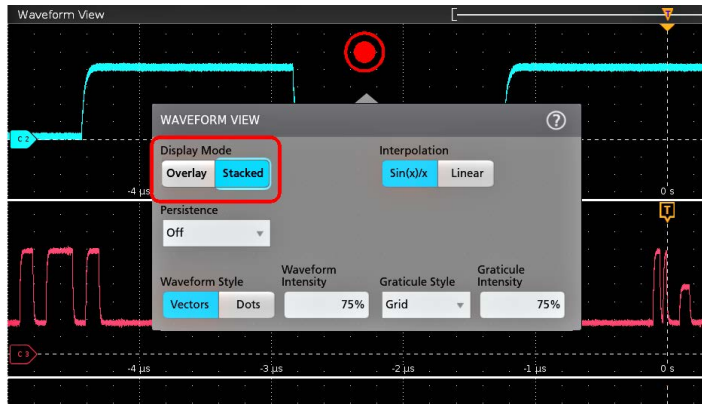 Waveform View
T
C 2
WAVEFORM VIEW
?
Display Mode
Interpolation
Overlay Stacked
Sin(x)/x Linear
-4 µs
0 s
Persistence
Off
T
Waveform Style
Waveform Intensity
Graticule Style
Graticule Intensity
Vectors Dots
75%
Grid
75%
C 3
-4 µs
-3 µs
-2 µs
-1 µs
0 s